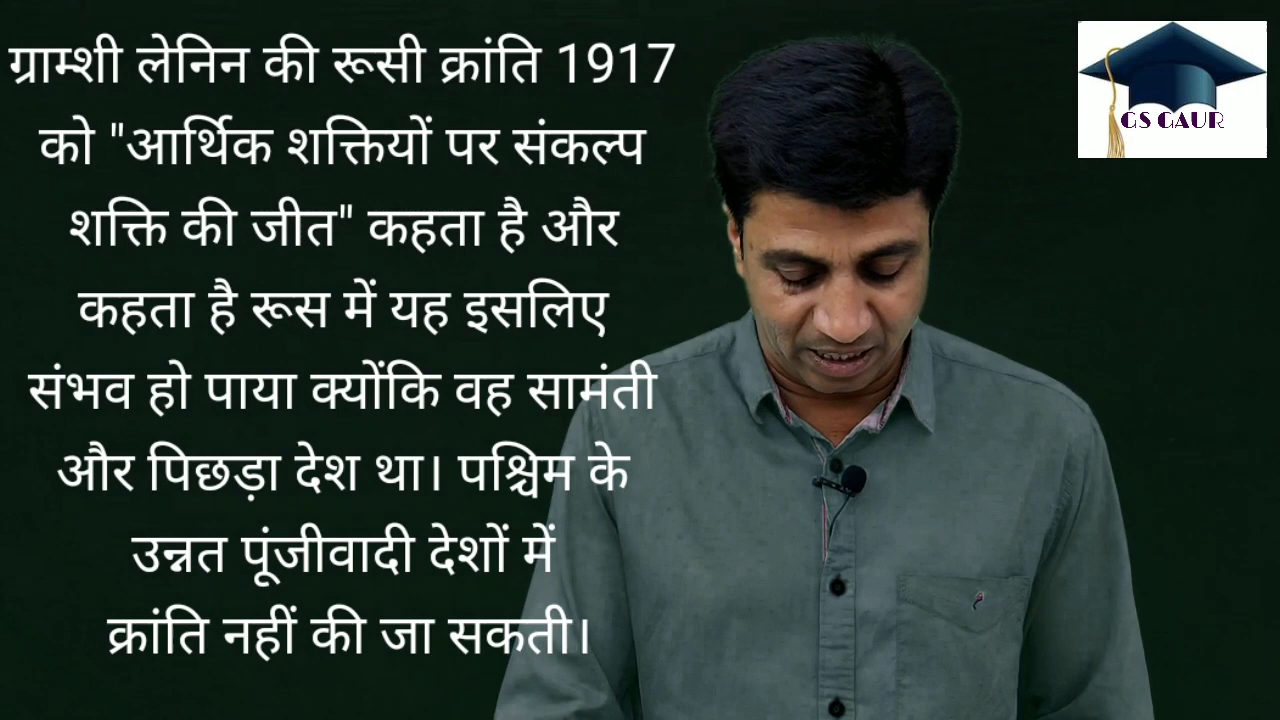 ग्राम्शी लेनिन की रूसी क्रांति 1917
को "आर्थिक शक्तियों पर संकल्प
शक्ति की जीत" कहता है और
कहता है रूस में यह इसलिए
संभव हो पाया क्योंकि वह सामंती
और पिछड़ा देश था। पश्चिम के
उन्नत पूंजीवादी देशों में
क्रांति नहीं की जा सकती।
GS GAUR